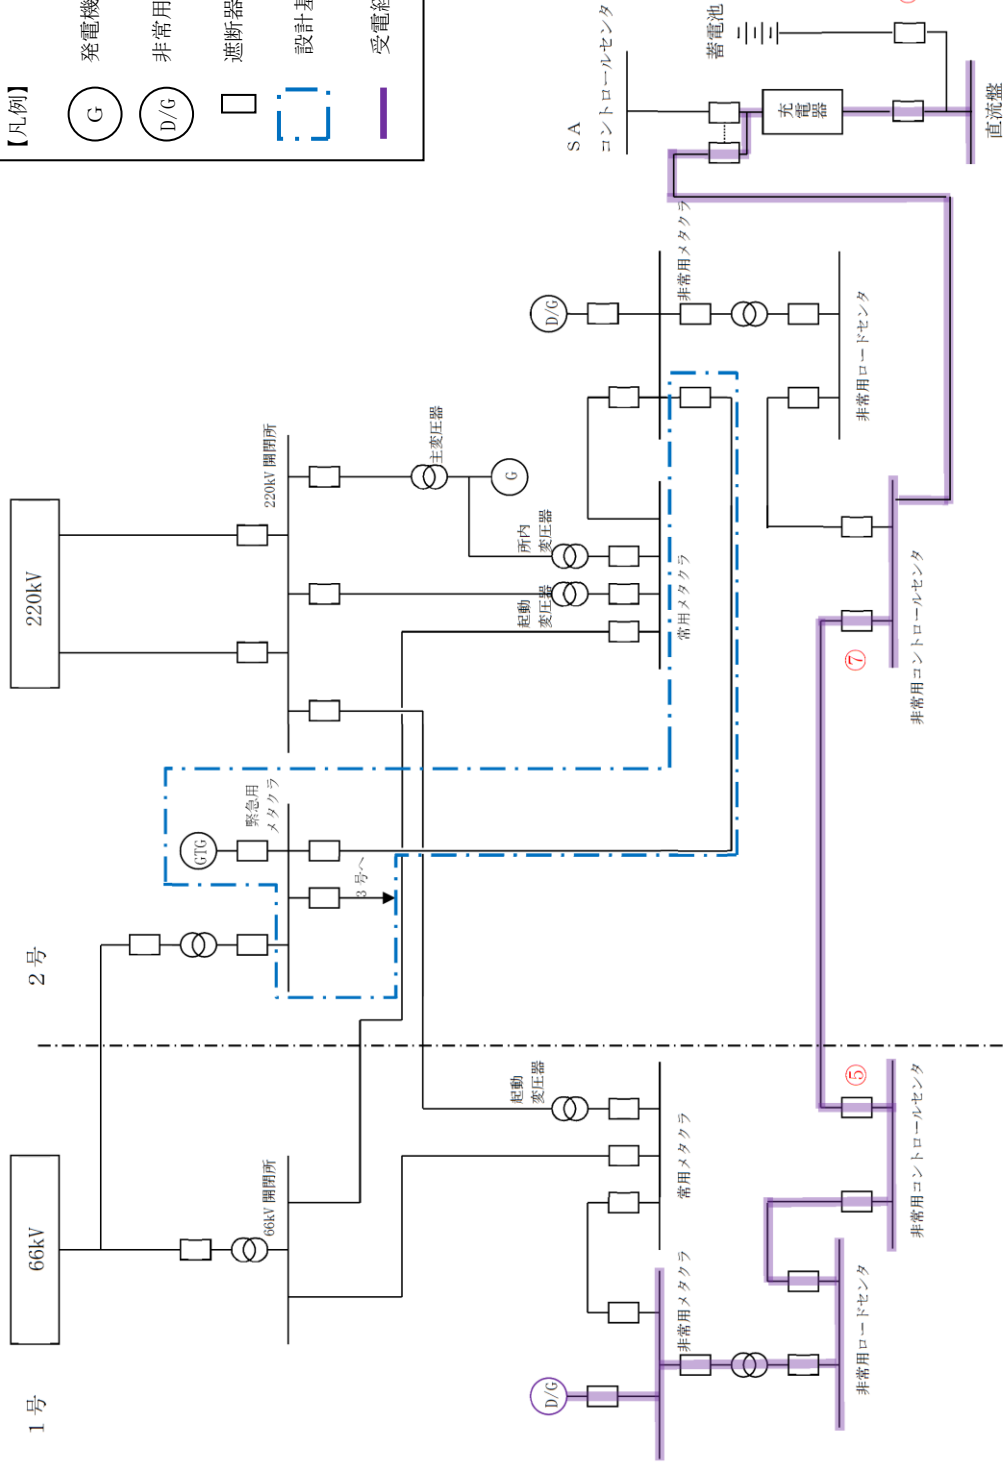 1号
2号
66kV
220kV
66kV 開閉所
220kV 開閉所
GTG
緊急用
メタクラ
3号へ
主変圧器
G
所内
変圧器
起動
変圧器
起動
変圧器
常用メタクラ
常用メタクラ
D/G
非常用メタクラ
D/G
非常用メタクラ
非常用ロードセンタ
非常用ロードセンタ
⑤
非常用コントロールセンタ
⑦
非常用コントロールセンタ
SA
コントロールセンタ
蓄電池
充電器
直流盤
【凡例】
G
発電機
D/G
非常用
遮断器
設計基